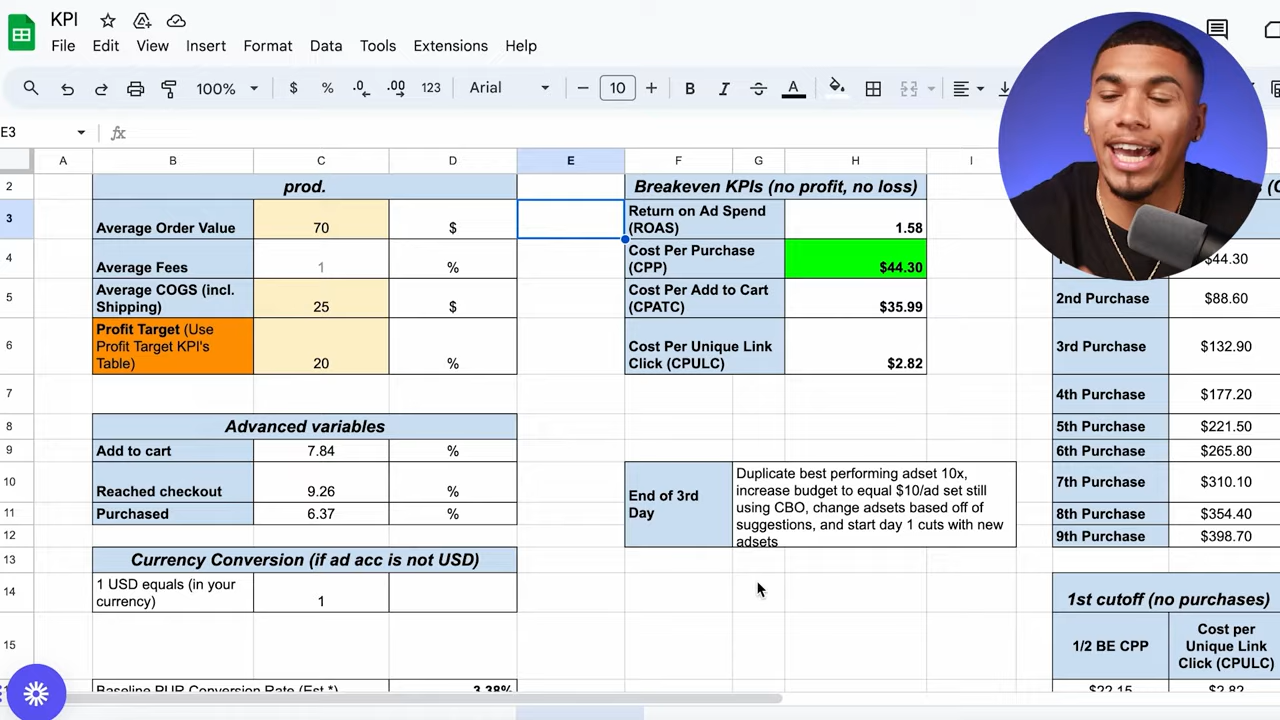 KPI
File Edit View Insert Format Data Tools Extensions Help
100% $ % .0 .00 123 Arial 10 B I A
E3 fx
A B C D E F G H I J K
2 prod. Breakeven KPIs (no profit, no loss)
3 Average Order Value 70 $ Return on Ad Spend (ROAS) 1.58
4 Average Fees 1 % Cost Per Purchase (CPP) $44.30 $44.30
5 Average COGS (incl. Shipping) 25 $ Cost Per Add to Cart (CPATC) $35.99 2nd Purchase $88.60
6 Profit Target (Use Profit Target KPI's Table) 20 % Cost Per Unique Link Click (CPULC) $2.82 3rd Purchase $132.90
7 4th Purchase $177.20
8 Advanced variables 5th Purchase $221.50
9 Add to cart 7.84 % 6th Purchase $265.80
10 Reached checkout 9.26 % End of 3rd Day Duplicate best performing adset 10x, increase budget to equal $10/ad set still using CBO, change adsets based off of suggestions, and start day 1 cuts with new adsets 7th Purchase $310.10
11 Purchased 6.37 % 8th Purchase $354.40
12 9th Purchase $398.70
13 Currency Conversion (if ad acc is not USD)
14 1 USD equals (in your currency) 1 1st cutoff (no purchases)
15 1/2 BE CPP Cost per Unique Link Click (CPULC)
Baseline PUR Conversion Rate (Est.*) 3.38% $22.15 $2.82